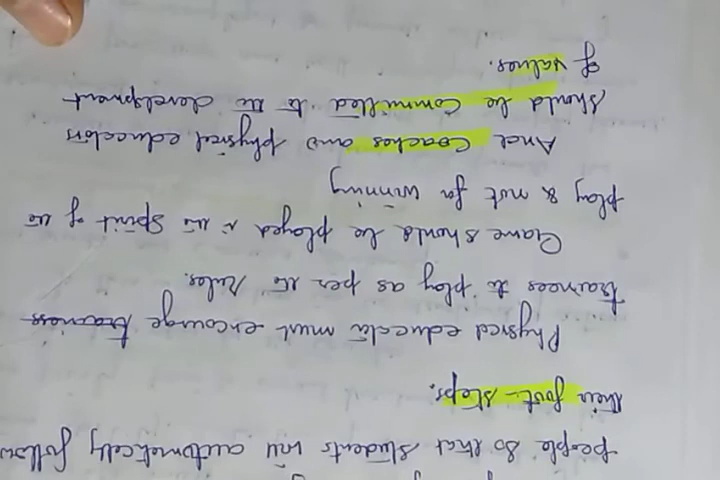 people so that students will automatically follow
their foot-steps.
Physical educator must encourage trainees
trainees to play as per the rules.
Game should be played in the spirit of the
play & not for winning
And coaches and physical educators
should be committed to the development
of values.